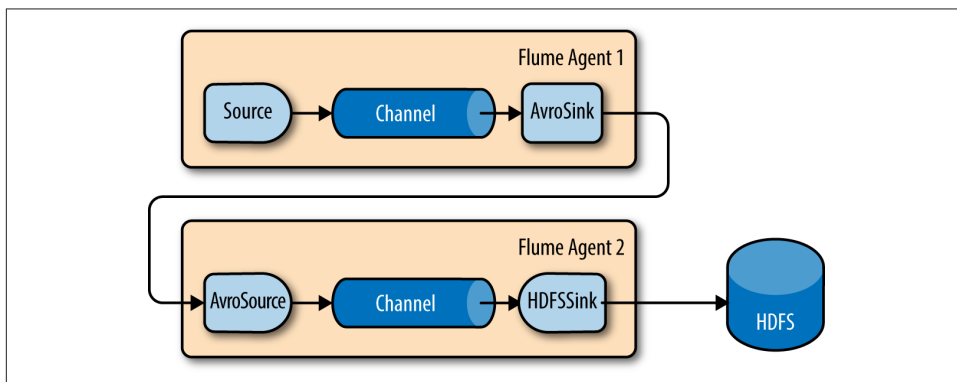 Flume Agent 1
Source
Channel
AvroSink
Flume Agent 2
AvroSource
Channel
HDFSSink
HDFS